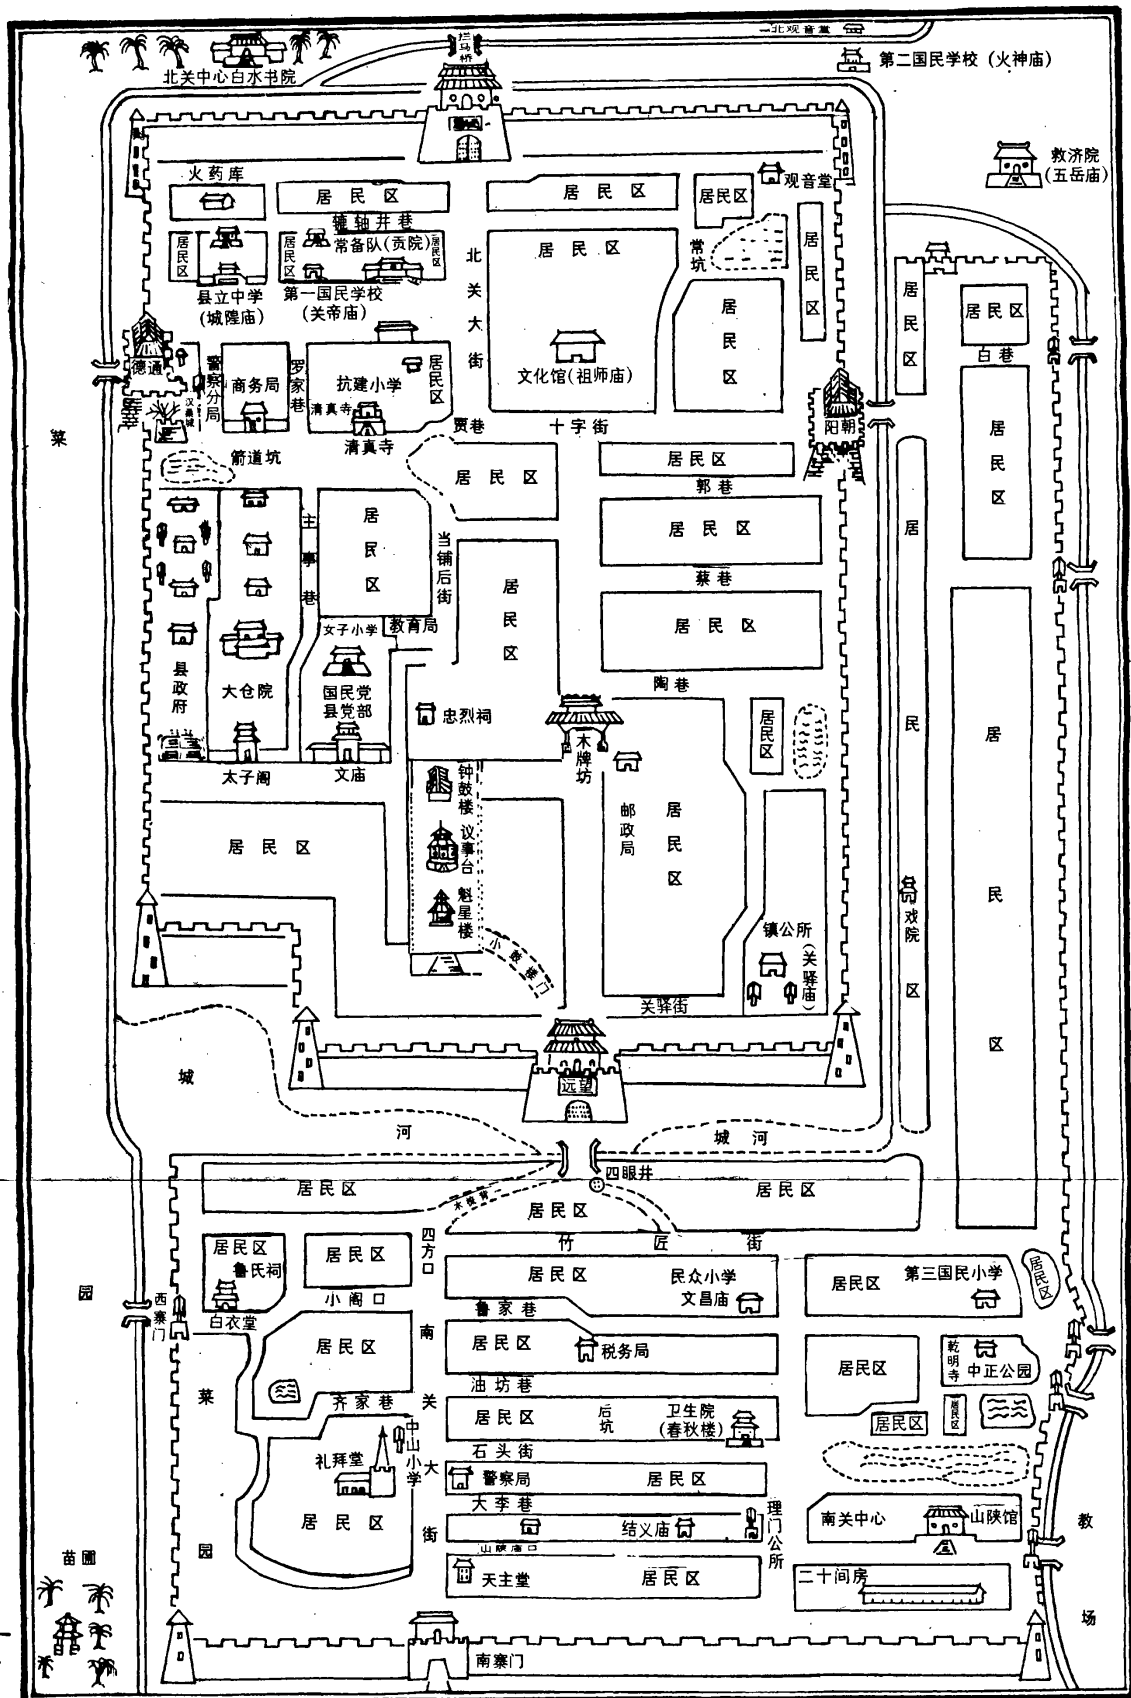 北观音堂
拦马桥
第二国民学校（火神庙）
北关中心白水书院
救济院
（五岳庙）
火药库
居民区
居民区
居民区
观音堂
辘轴井巷
居民区
居民区
常备队（贡院）
居民区
北关大街
居民区
常坑
居民区
县立中学
（城隍庙）
第一国民学校
（关帝庙）
居民区
居民区
居民区
白巷
德通
警察分局
商务局
罗家巷
抗建小学
居民区
清真寺
清真寺
文化馆（祖师庙）
贾巷
十字街
阳朝
菜
箭道坑
居民区
居民区
郭巷
居民区
主事巷
居民区
当铺后街
居民区
居民区
居民区
蔡巷
居民区
女子小学
教育局
陶巷
县政府
大仓院
国民党
县党部
忠烈祠
木牌坊
居民区
居民区
太子阁
文庙
钟鼓楼
议事台
魁星楼
居民区
邮政局
居民区
戏院
镇公所
（关驿庙）
小鼓楼门
关驿街
远望
城
河
城河
四眼井
居民区
居民区
居民区
竹匠街
四方口
园
西寨门
居民区
鲁氏祠
白衣堂
居民区
小阁口
居民区
民众小学
文昌庙
鲁家巷
居民区
第三国民小学
居民区
居民区
南关大街
居民区
税务局
油坊巷
居民区
乾明寺
中正公园
菜
齐家巷
居民区
后坑
卫生院
（春秋楼）
居民区
居民区
石头街
中山小学
礼拜堂
警察局
居民区
大李巷
居民区
结义庙
理门公所
南关中心
山陕馆
教
山陕庙口
苗圃
园
天主堂
居民区
二十间房
场
南寨门